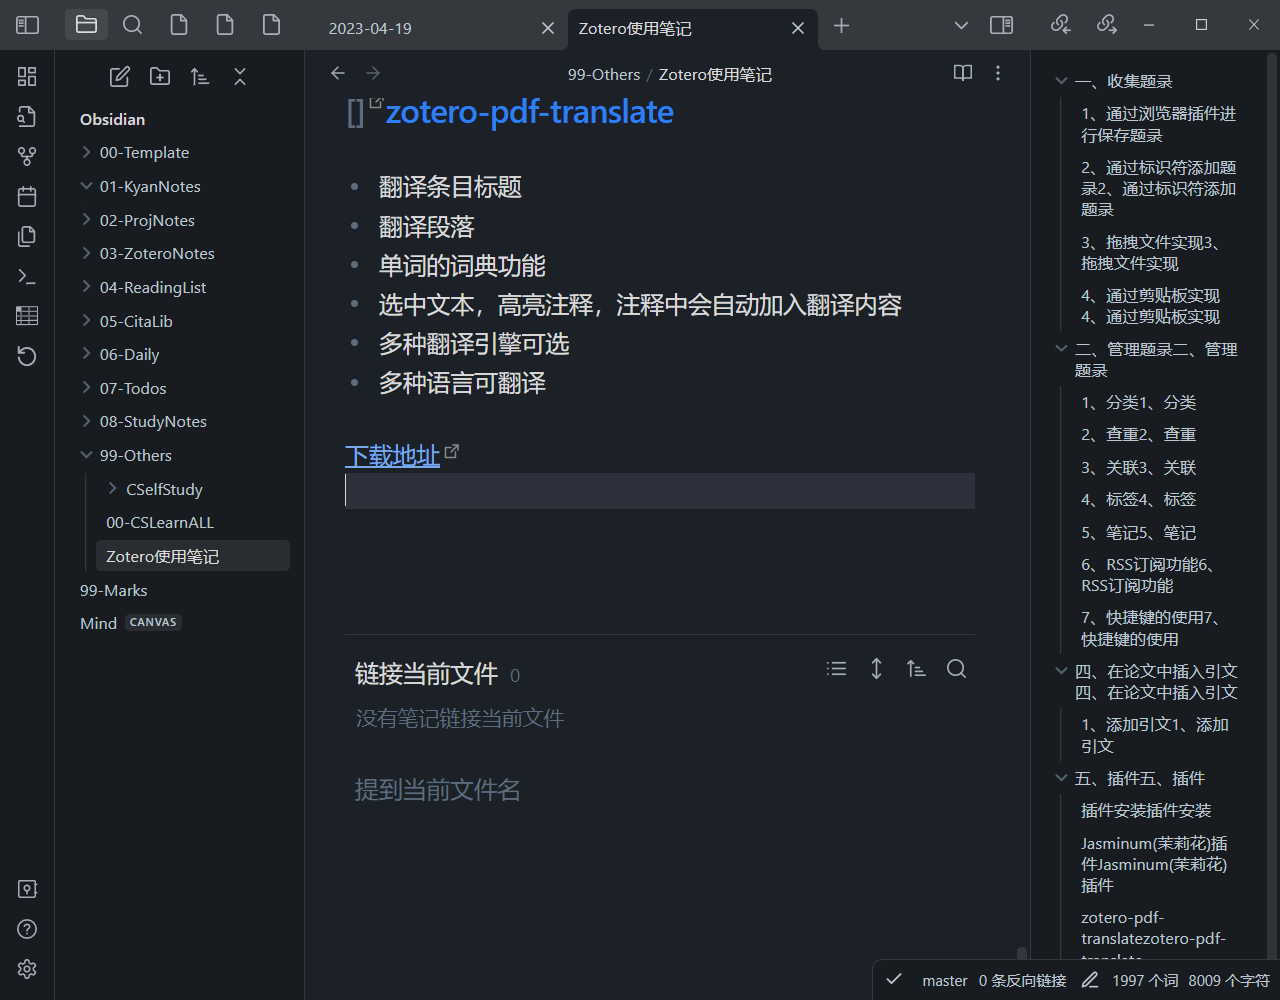 2023-04-19
Zotero使用笔记
Obsidian
00-Template
01-KyanNotes
02-ProjNotes
03-ZoteroNotes
04-ReadingList
05-CitaLib
06-Daily
07-Todos
08-StudyNotes
99-Others
CSelfStudy
00-CSLearnALL
Zotero使用笔记
99-Marks
Mind CANVAS
99-Others / Zotero使用笔记
[] zotero-pdf-translate
• 翻译条目标题
• 翻译段落
• 单词的词典功能
• 选中文本，高亮注释，注释中会自动加入翻译内容
• 多种翻译引擎可选
• 多种语言可翻译
下载地址
链接当前文件 0
没有笔记链接当前文件
提到当前文件名
一、收集题录
1、通过浏览器插件进
行保存题录
2、通过标识符添加题
录2、通过标识符添加
题录
3、拖拽文件实现3、
拖拽文件实现
4、通过剪贴板实现
4、通过剪贴板实现
二、管理题录二、管理
题录
1、分类1、分类
2、查重2、查重
3、关联3、关联
4、标签4、标签
5、笔记5、笔记
6、RSS订阅功能6、
RSS订阅功能
7、快捷键的使用7、
快捷键的使用
四、在论文中插入引文
四、在论文中插入引文
1、添加引文1、添加
引文
五、插件五、插件
插件安装插件安装
Jasminum(茉莉花)插
件Jasminum(茉莉花)
插件
zotero-pdf-
translatezotero-pdf-
translate
master 0 条反向链接 1997 个词 8009 个字符